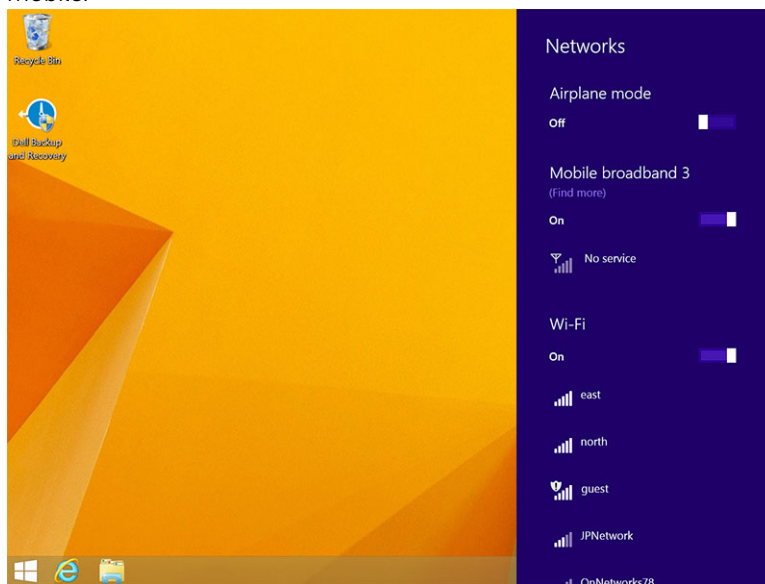 Recycle Bin
Dell Backup
and Recovery
Networks
Airplane mode
Off
Mobile broadband 3
(Find more)
On
No service
Wi-Fi
On
east
north
guest
JPNetwork
OnNetworks78